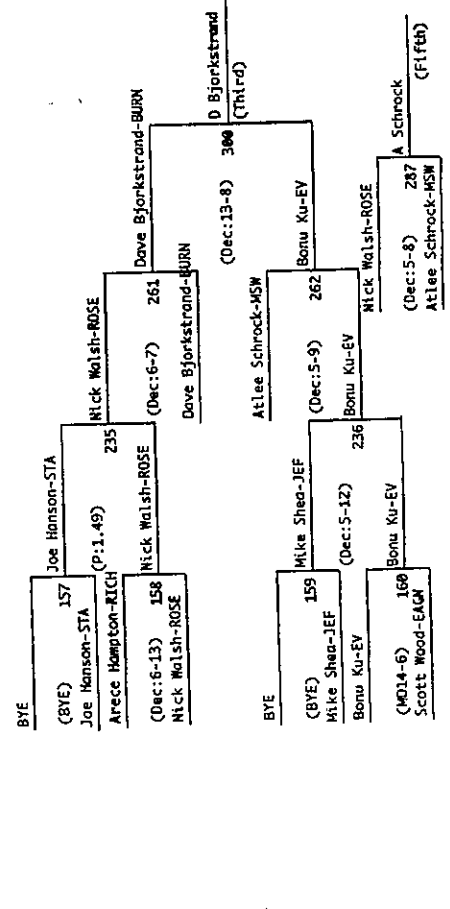 BYE
Joe Hanson-STA
(BYE) 157
Joe Hanson-STA
Nick Walsh-ROSE
(P:1.49) 235
Arece Hampton-RICH
Dave Bjorkstrand-BURN
Nick Walsh-ROSE
(Dec:6-13) 158
(Dec:6-7) 261
Nick Walsh-ROSE
Dave Bjorkstrand-BURN
D Bjorkstrand
(Third)
(Dec:13-8) 300
Atlee Schrock-MSW
BYE
Mike Shea-JEF
Bonu Ku-EV
(BYE) 159
(Dec:5-9) 262
Mike Shea-JEF
(Dec:5-12) 236
Bonu Ku-EV
Bonu Ku-EV
Nick Walsh-ROSE
Bonu Ku-EV
A Schrock
(Fifth)
(MD14-6) 160
(Dec:5-8) 287
Scott Wood-EAGN
Atlee Schrock-MSW